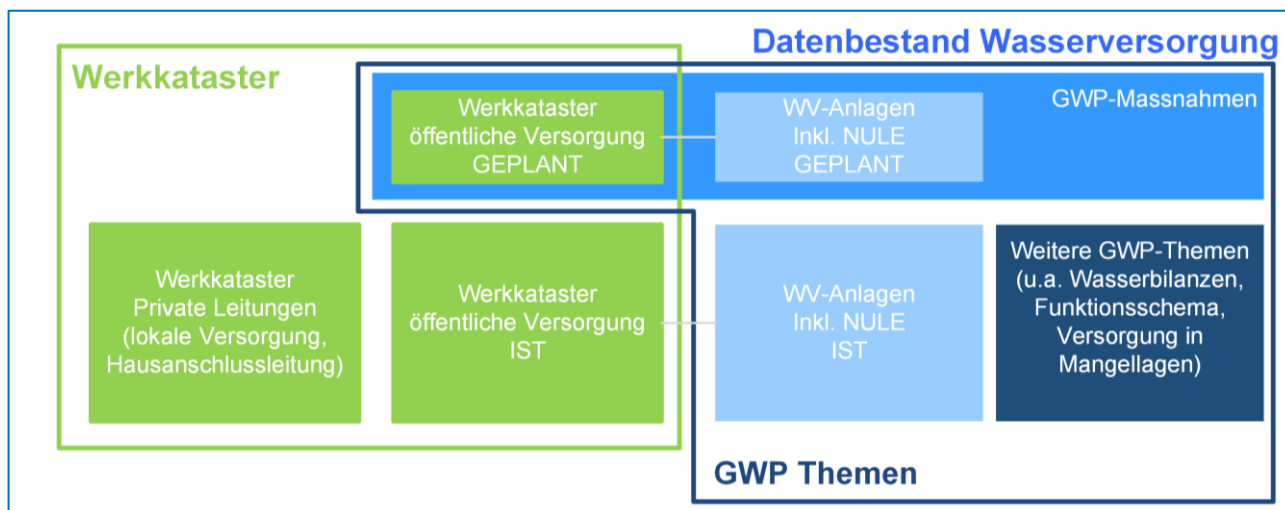 Datenbestand Wasserversorgung
Werkkataster
Werkkataster
öffentliche Versorgung
GEPLANT
WV-Anlagen
Inkl. NULE
GEPLANT
GWP-Massnahmen
Werkkataster
Private Leitungen
(lokale Versorgung,
Hausanschlussleitung)
Werkkataster
öffentliche Versorgung
IST
WV-Anlagen
Inkl. NULE
IST
Weitere GWP-Themen
(u.a. Wasserbilanzen,
Funktionsschema,
Versorgung in
Mangellagen)
GWP Themen